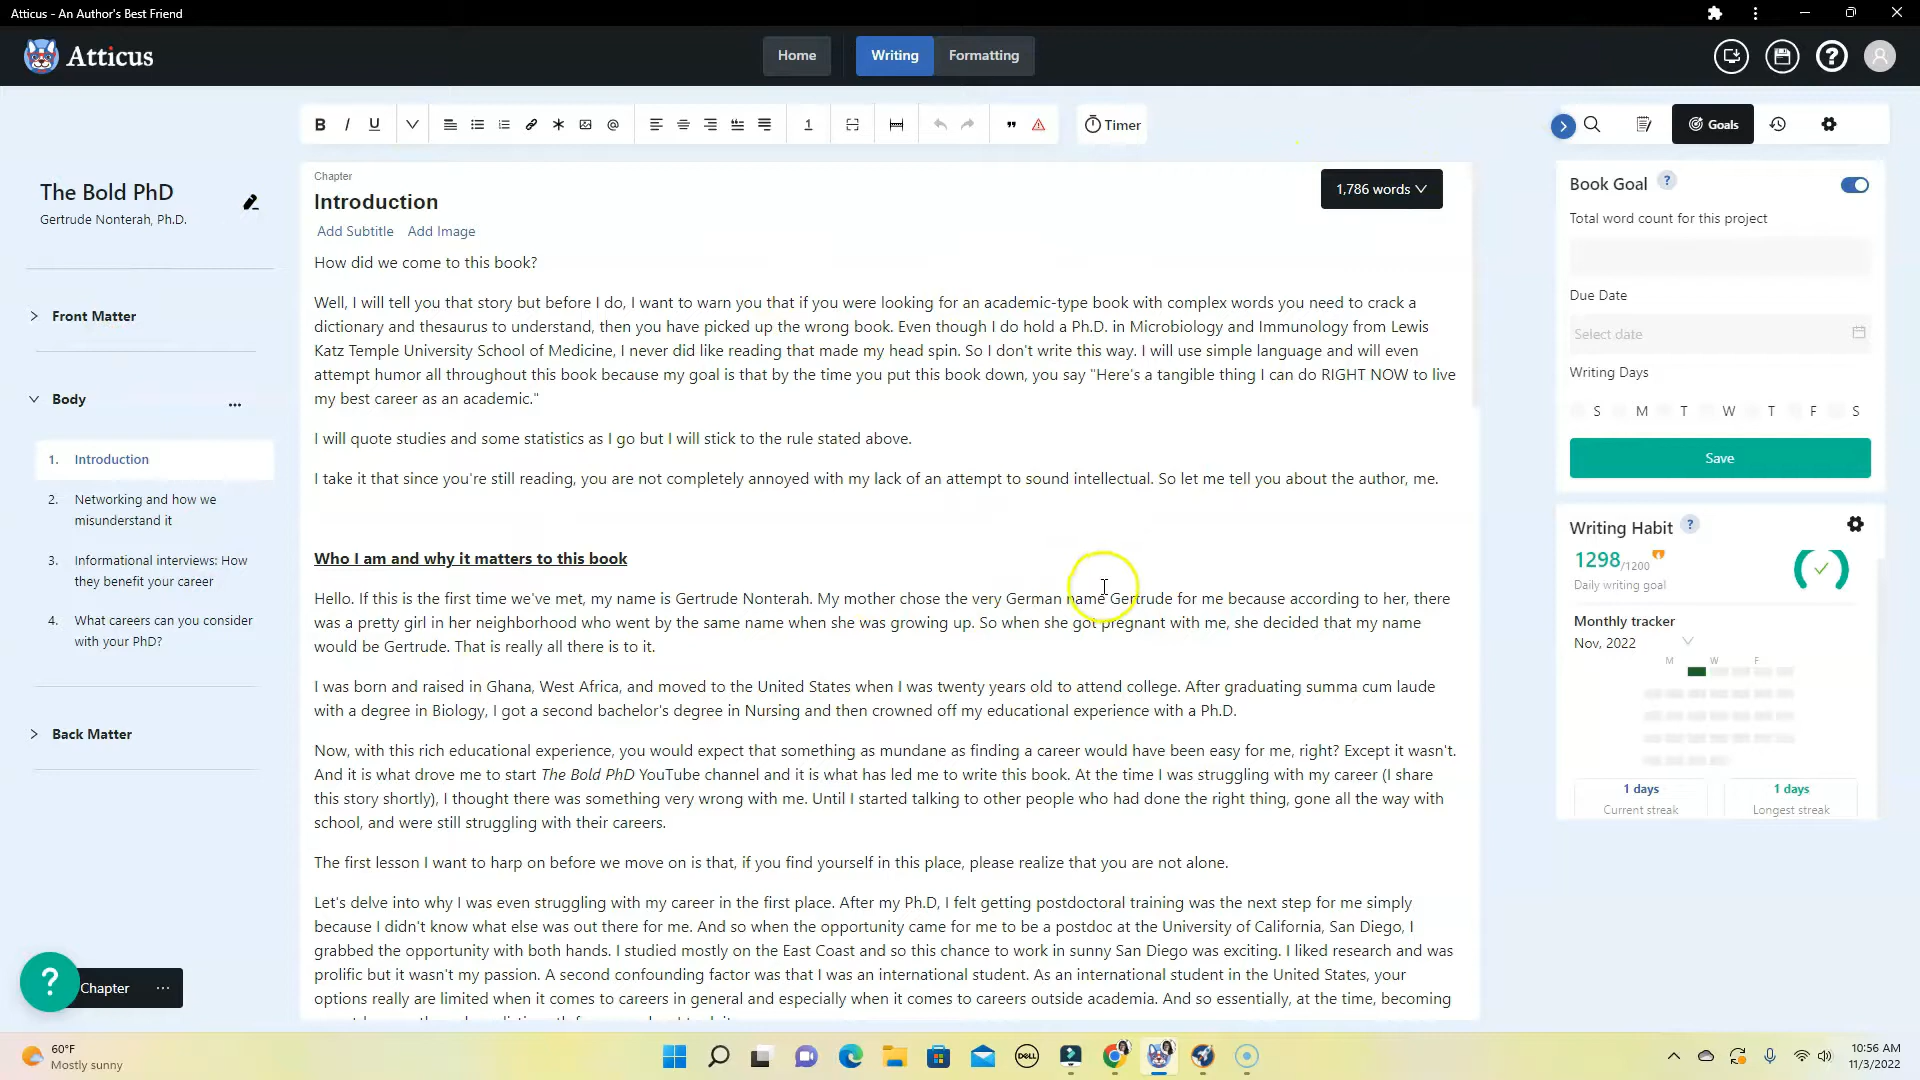 Atticus - An Author's Best Friend
Atticus
Home
Writing
Formatting
B I U
1
Timer
Goals
The Bold PhD
Gertrude Nonterah, Ph.D.
Front Matter
Body
1. Introduction
2. Networking and how we
misunderstand it
3. Informational interviews: How
they benefit your career
4. What careers can you consider
with your PhD?
Back Matter
? Chapter ...
Chapter
Introduction
1,786 words
Add Subtitle Add Image
How did we come to this book?
Well, I will tell you that story but before I do, I want to warn you that if you were looking for an academic-type book with complex words you need to crack a
dictionary and thesaurus to understand, then you have picked up the wrong book. Even though I do hold a Ph.D. in Microbiology and Immunology from Lewis
Katz Temple University School of Medicine, I never did like reading that made my head spin. So I don't write this way. I will use simple language and will even
attempt humor all throughout this book because my goal is that by the time you put this book down, you say "Here's a tangible thing I can do RIGHT NOW to live
my best career as an academic."
I will quote studies and some statistics as I go but I will stick to the rule stated above.
I take it that since you're still reading, you are not completely annoyed with my lack of an attempt to sound intellectual. So let me tell you about the author, me.
Who I am and why it matters to this book
Hello. If this is the first time we've met, my name is Gertrude Nonterah. My mother chose the very German name Gertrude for me because according to her, there
was a pretty girl in her neighborhood who went by the same name when she was growing up. So when she got pregnant with me, she decided that my name
would be Gertrude. That is really all there is to it.
I was born and raised in Ghana, West Africa, and moved to the United States when I was twenty years old to attend college. After graduating summa cum laude
with a degree in Biology, I got a second bachelor's degree in Nursing and then crowned off my educational experience with a Ph.D.
Now, with this rich educational experience, you would expect that something as mundane as finding a career would have been easy for me, right? Except it wasn't.
And it is what drove me to start The Bold PhD YouTube channel and it is what has led me to write this book. At the time I was struggling with my career (I share
this story shortly), I thought there was something very wrong with me. Until I started talking to other people who had done the right thing, gone all the way with
school, and were still struggling with their careers.
The first lesson I want to harp on before we move on is that, if you find yourself in this place, please realize that you are not alone.
Let's delve into why I was even struggling with my career in the first place. After my Ph.D, I felt getting postdoctoral training was the next step for me simply
because I didn't know what else was out there for me. And so when the opportunity came for me to be a postdoc at the University of California, San Diego, I
grabbed the opportunity with both hands. I studied mostly on the East Coast and so this chance to work in sunny San Diego was exciting. I liked research and was
prolific but it wasn't my passion. A second confounding factor was that I was an international student. As an international student in the United States, your
options really are limited when it comes to careers in general and especially when it comes to careers outside academia. And so essentially, at the time, becoming
Book Goal ?
Total word count for this project
Due Date
Select date
Writing Days
S M T W T F S
Save
Writing Habit ?
1298/1200
Daily writing goal
Monthly tracker
Nov, 2022
M W F
1 days
Current streak
1 days
Longest streak
60°F
Mostly sunny
DELL
10:56 AM
11/3/2022